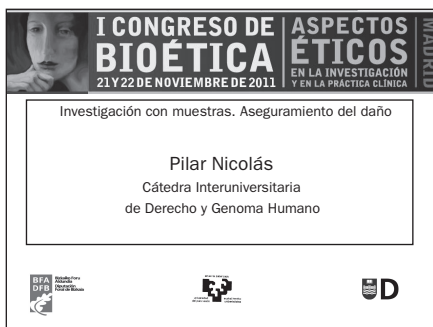 I CONGRESO DE
BIOÉTICA
21 Y 22 DE NOVIEMBRE DE 2011
ASPECTOS
ÉTICOS
EN LA INVESTIGACIÓN
Y EN LA PRÁCTICA CLÍNICA
MADRID
Investigación con muestras. Aseguramiento del daño
Pilar Nicolás
Cátedra Interuniversitaria
de Derecho y Genoma Humano
BFA
DFB
Bizkaiko Foru
Aldundia
Diputación
Foral de Bizkaia
D